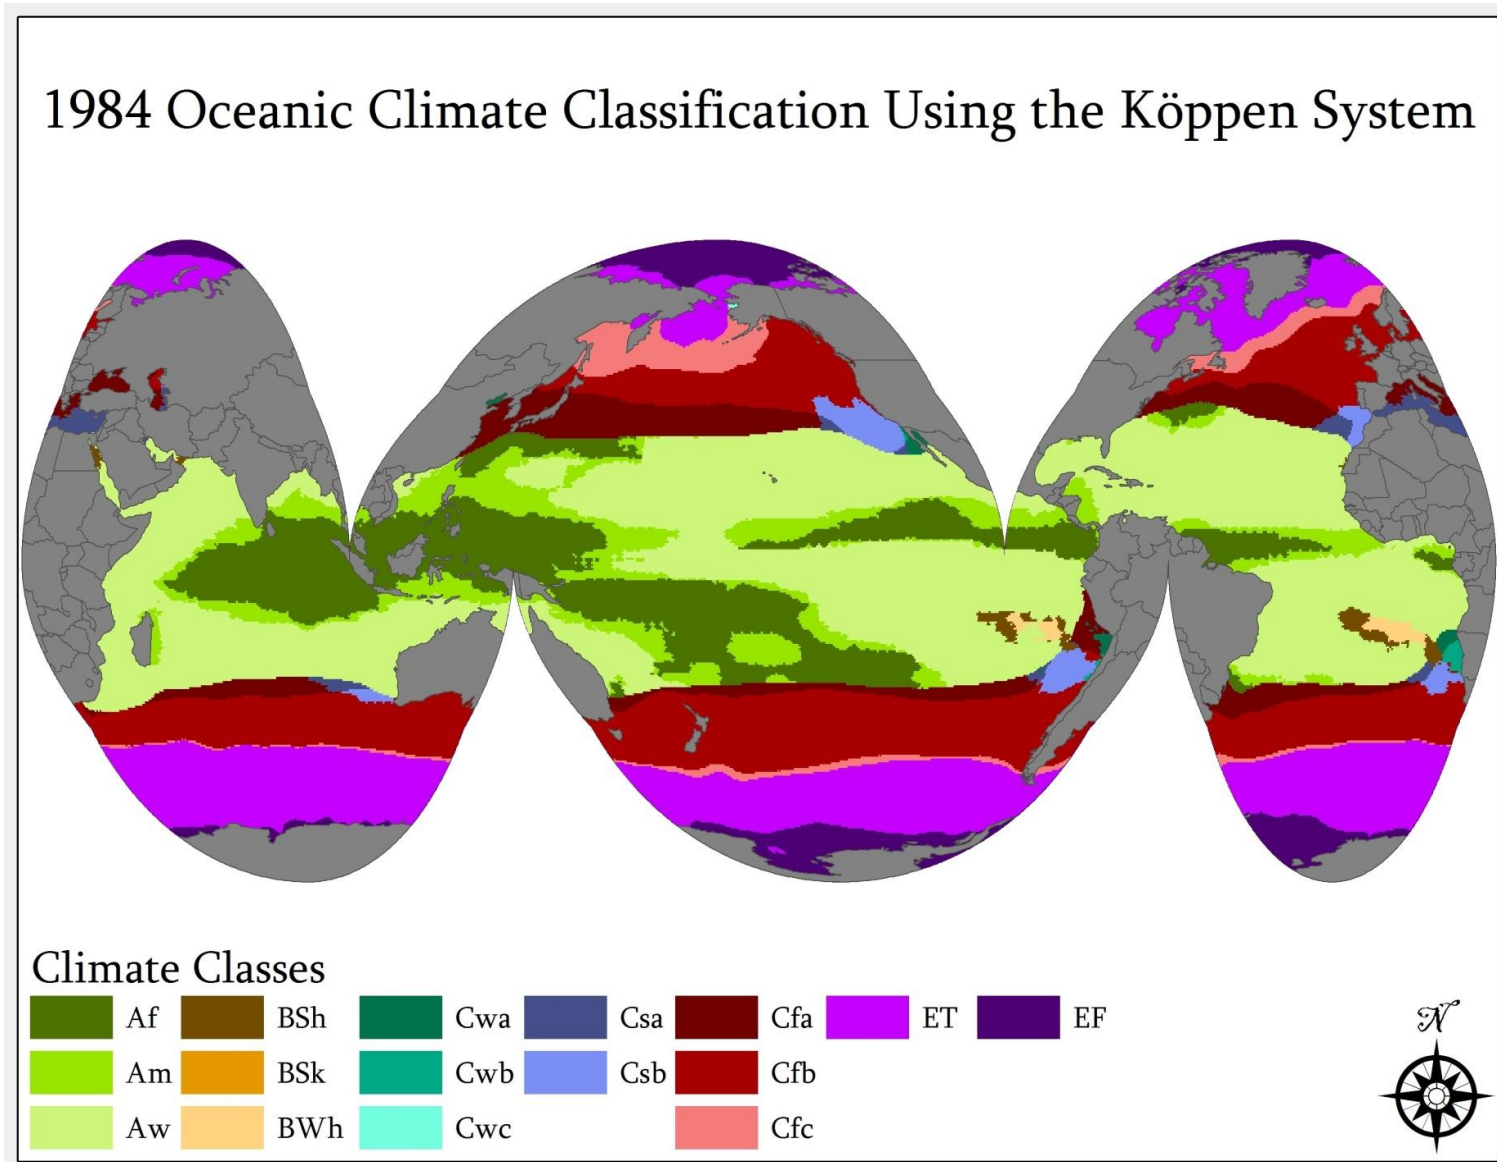 1984 Oceanic Climate Classification Using the Köppen System
Climate Classes
Af BSh Cwa Csa Cfa ET EF
Am BSk Cwb Csb Cfb
Aw BWh Cwc Cfc
N